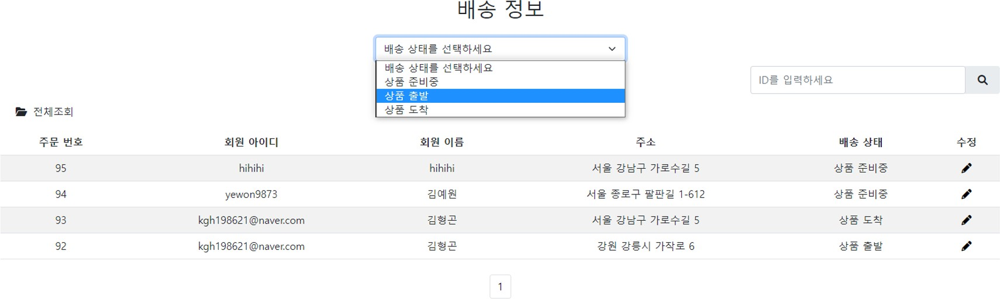 배송 정보
배송 상태를 선택하세요
배송 상태를 선택하세요
상품 준비중
상품 출발
상품 도착
ID를 입력하세요
전체조회
주문 번호 회원 아이디 회원 이름 주소 배송 상태 수정
95 hihihi hihihi 서울 강남구 가로수길 5 상품 준비중
94 yewon9873 김예원 서울 종로구 팔판길 1-612 상품 준비중
93 kgh198621@naver.com 김형곤 서울 강남구 가로수길 5 상품 도착
92 kgh198621@naver.com 김형곤 강원 강릉시 가작로 6 상품 출발
1